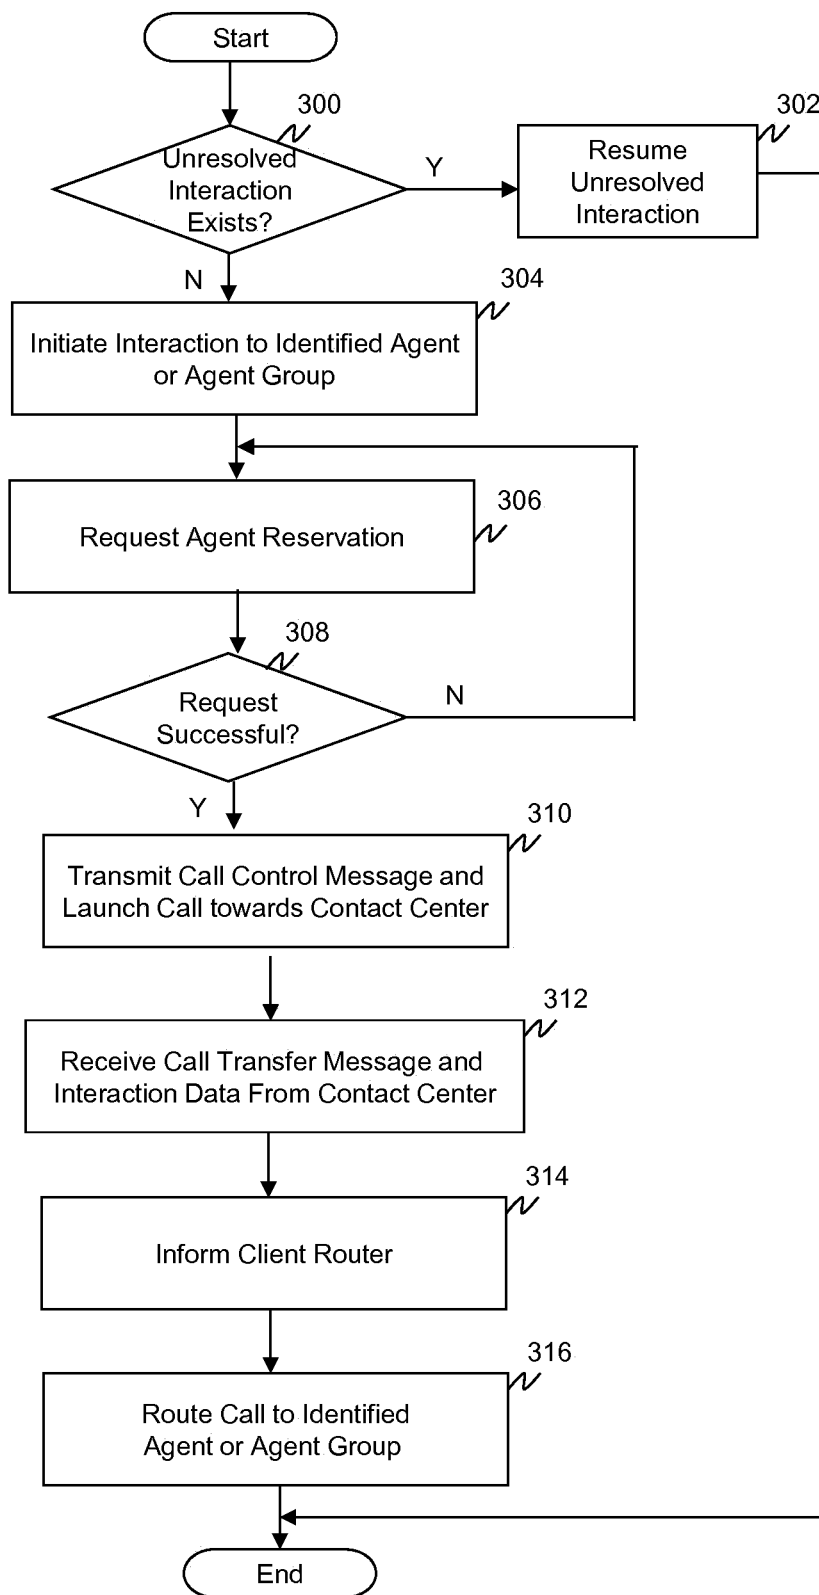 Start
300
Unresolved
Interaction
Exists?
Y
302
Resume
Unresolved
Interaction
N
304
Initiate Interaction to Identified Agent
or Agent Group
306
Request Agent Reservation
308
Request
Successful?
N
Y
310
Transmit Call Control Message and
Launch Call towards Contact Center
312
Receive Call Transfer Message and
Interaction Data From Contact Center
314
Inform Client Router
316
Route Call to Identified
Agent or Agent Group
End